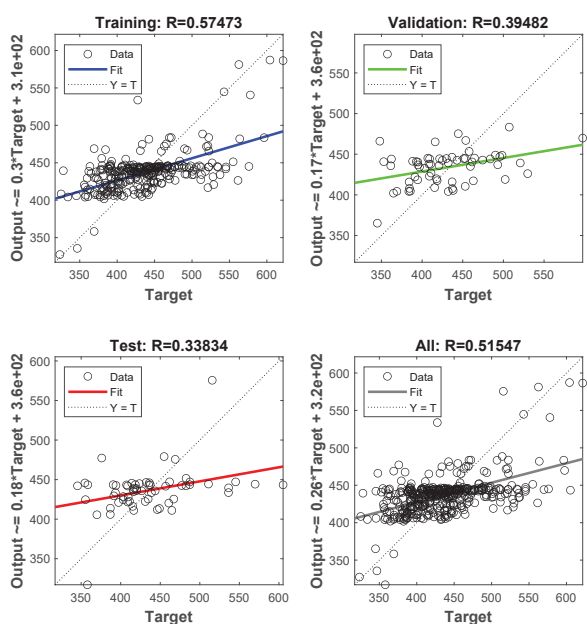 Training: R=0.57473
Output ~= 0.3*Target + 3.1e+02
600
550
500
450
400
350
Data
Fit
Y = T
350 400 450 500 550 600
Target
Validation: R=0.39482
Output ~= 0.17*Target + 3.6e+02
600
550
500
450
400
350
Data
Fit
Y = T
350 400 450 500 550
Target
Test: R=0.33834
Output ~= 0.18*Target + 3.6e+02
600
550
500
450
400
350
Data
Fit
Y = T
350 400 450 500 550 600
Target
All: R=0.51547
Output ~= 0.26*Target + 3.2e+02
600
550
500
450
400
350
Data
Fit
Y = T
350 400 450 500 550 600
Target